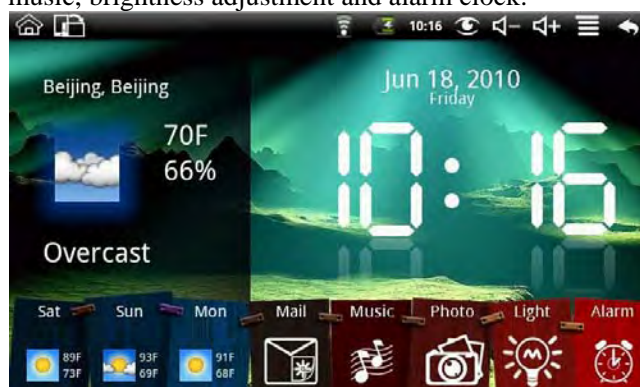 music, brightness adjustment and alarm clock.
10:16
Jun 18, 2010
Friday
Beijing, Beijing
70F
66%
10:16
Overcast
Sat Sun Mon Mail Music Photo Light Alarm
89F 93F 91F
73F 69F 68F